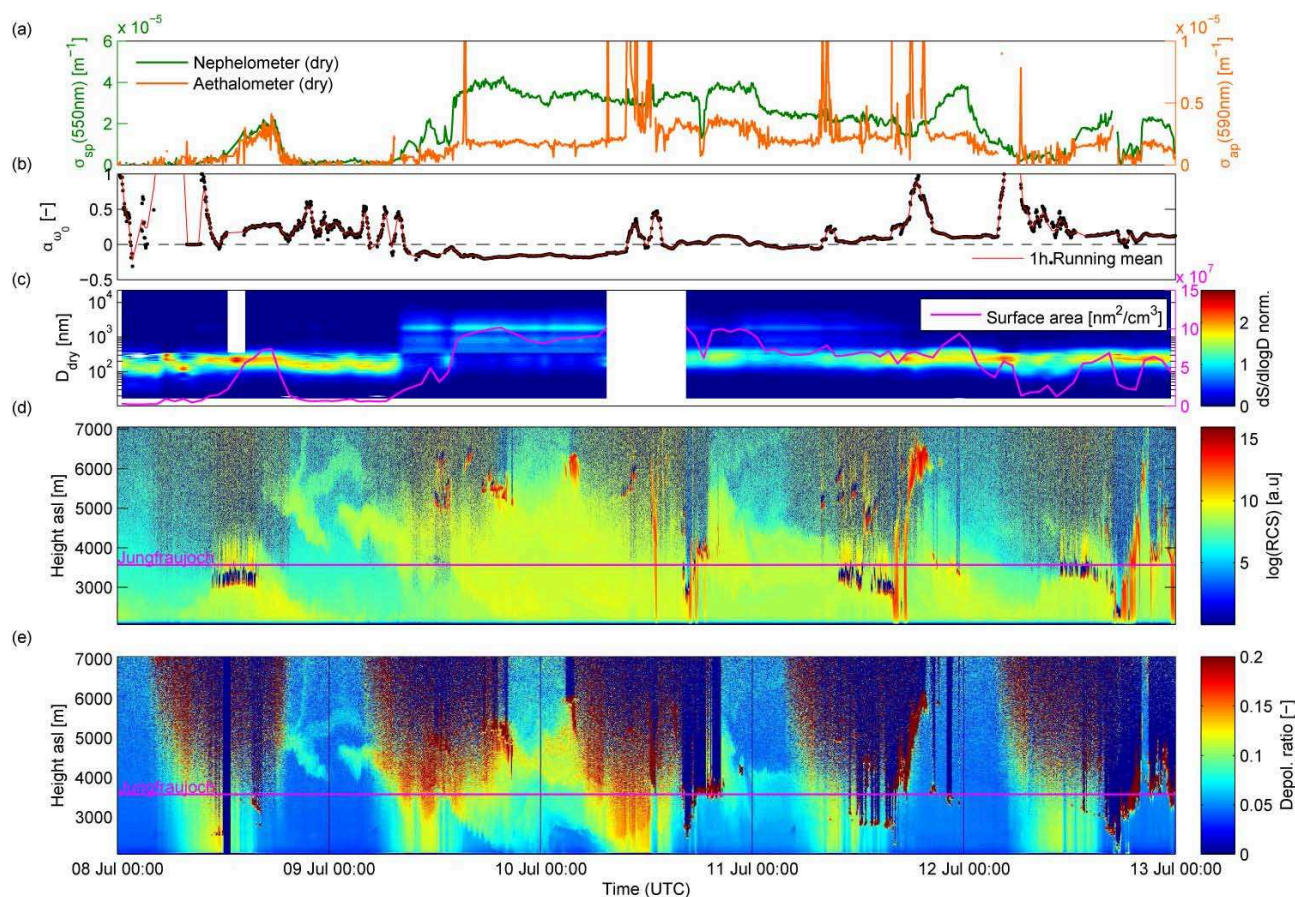 (a)
× 10⁻⁵
× 10⁻⁵
6
4
2
0
σsp(550nm) [m⁻¹]
Nephelometer (dry)
Aethalometer (dry)
1
0.5
0
σap(590nm) [m⁻¹]
(b)
1
0.5
0
−0.5
αω₀ [−]
1h Running mean
(c)
× 10⁷
10⁴
10³
10²
Ddry [nm]
Surface area [nm²/cm³]
15
10
5
0
2
1
0
dS/dlogD norm.
(d)
7000
6000
5000
4000
3000
Height asl [m]
Jungfraujoch
15
10
5
log(RCS) [a.u]
(e)
7000
6000
5000
4000
3000
Height asl [m]
Jungfraujoch
0.2
0.15
0.1
0.05
0
Depol. ratio [−]
08 Jul 00:00 09 Jul 00:00 10 Jul 00:00 11 Jul 00:00 12 Jul 00:00 13 Jul 00:00
Time (UTC)